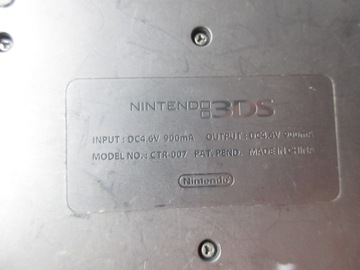 NINTENDO 3DS
INPUT : DC4.6V 900mA OUTPUT : DC4.6V 900mA
MODEL NO.: CTR-007 PAT. PEND. MADE IN CHINA
Nintendo